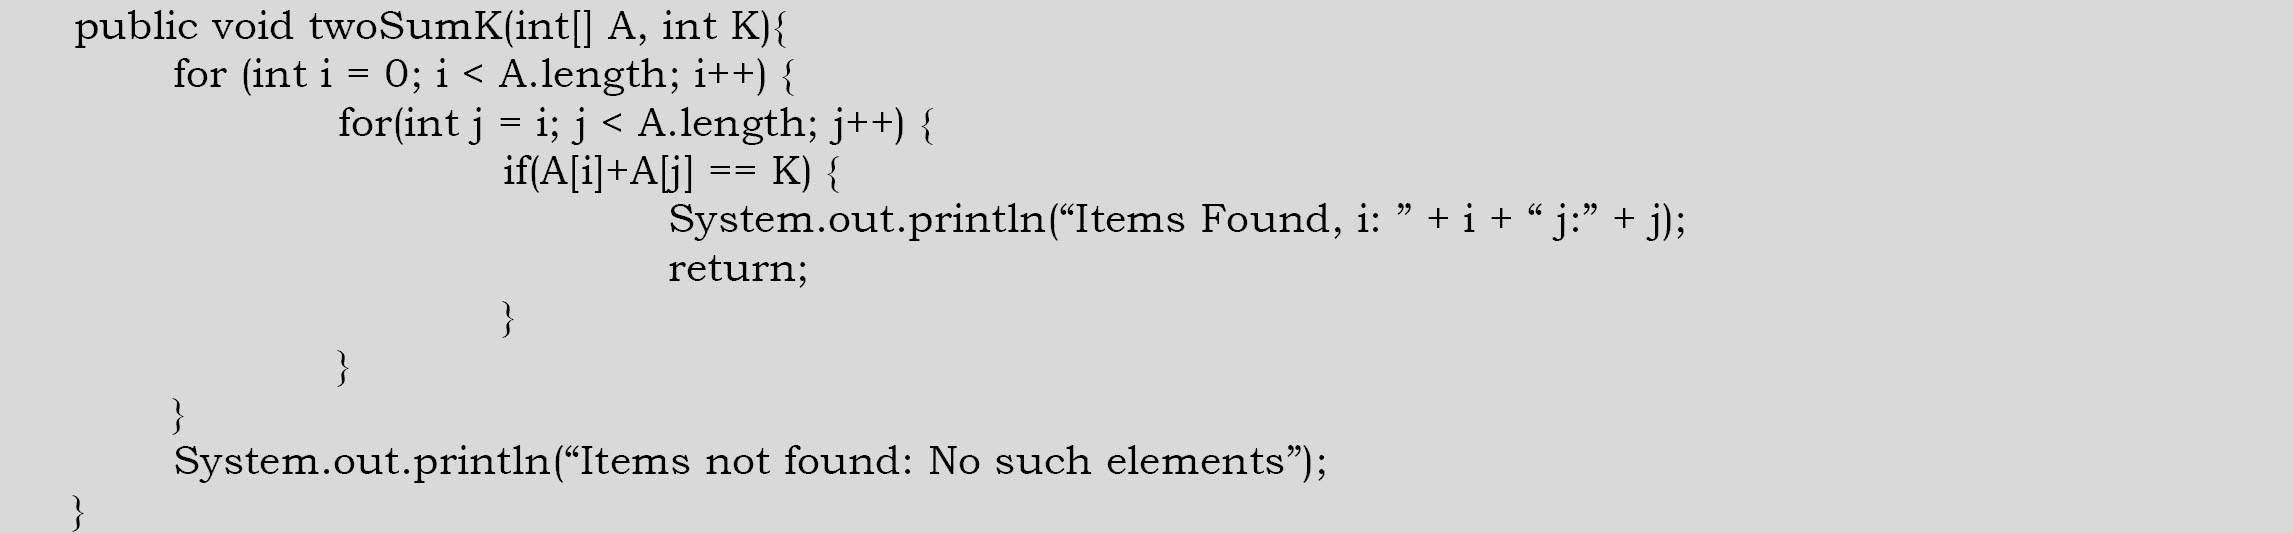 public void twoSumK(int[] A, int K){
for (int i = 0; i < A.length; i++) {
for(int j = i; j < A.length; j++) {
if(A[i]+A[j] == K) {
System.out.println(“Items Found, i: ” + i + “ j:” + j);
return;
}
}
}
System.out.println(“Items not found: No such elements”);
}